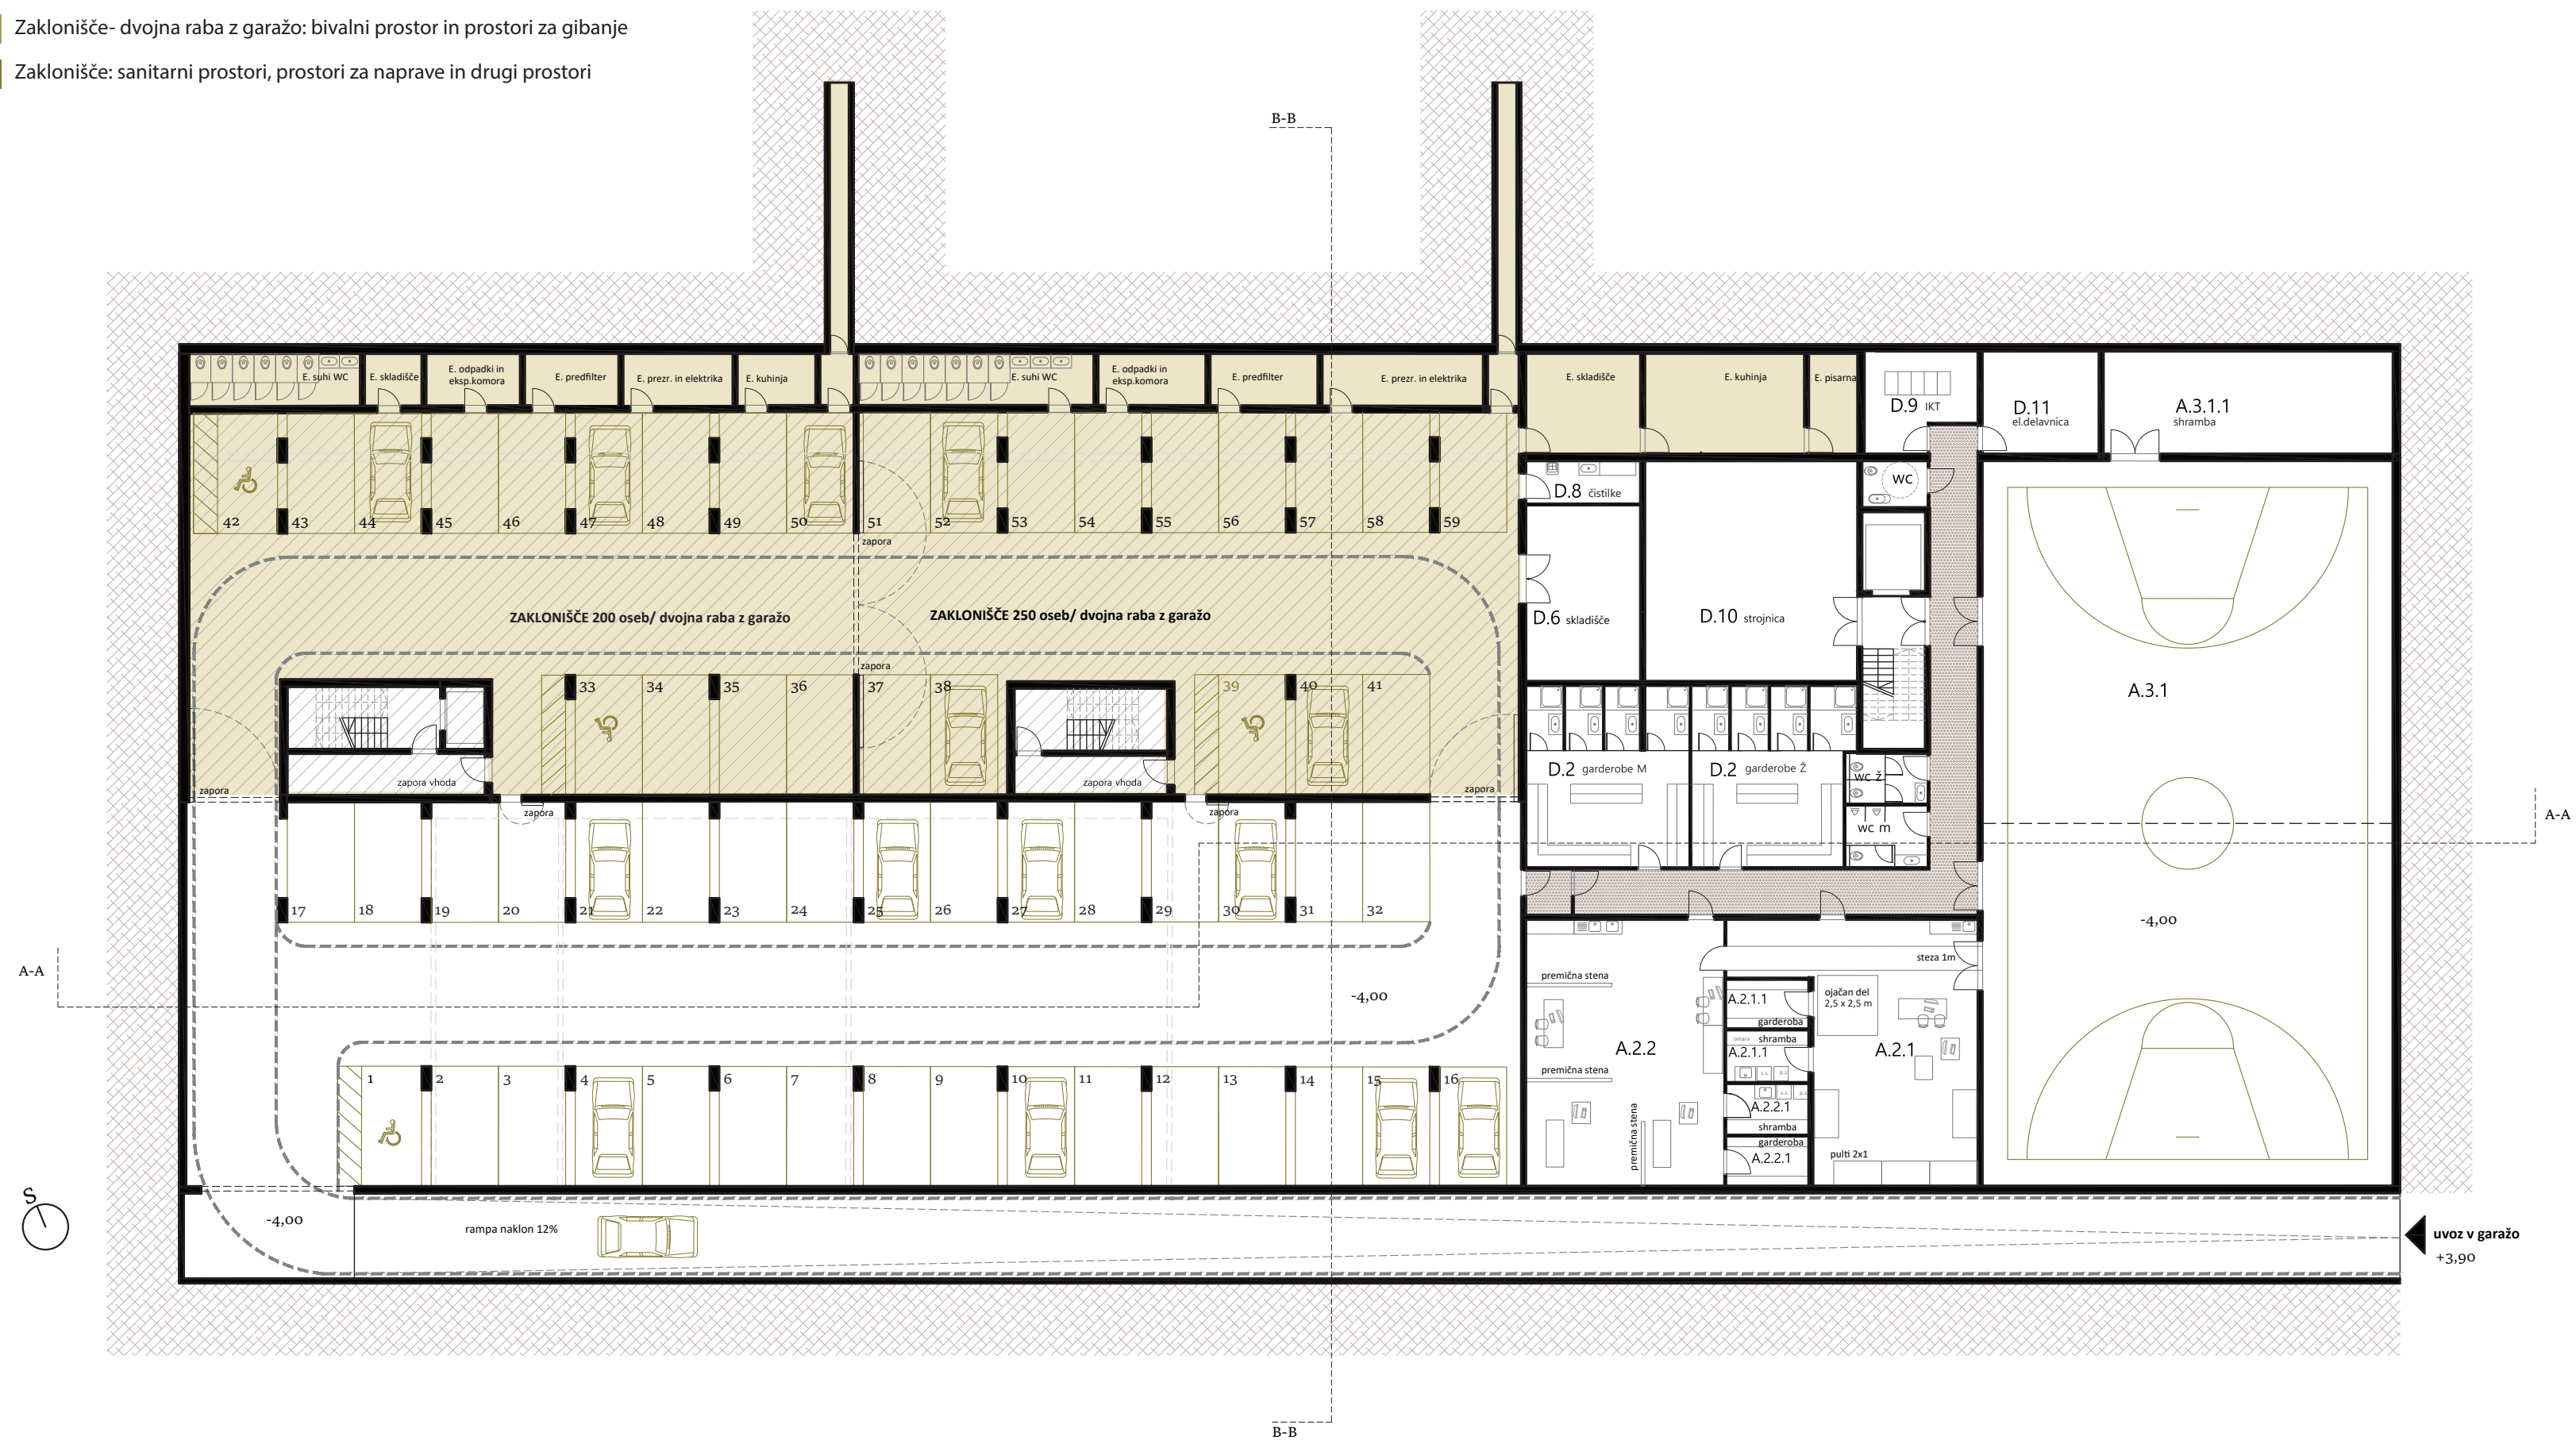 Zaklonišče- dvojna raba z garažo: bivalni prostor in prostori za gibanje
Zaklonišče: sanitarni prostori, prostori za naprave in drugi prostori
B-B
E. suhi WC
E. skladišče
E. odpadki in
eksp.komora
E. predfilter
E. prezr. in elektrika
E. kuhinja
E. suhi WC
E. odpadki in
eksp.komora
E. predfilter
E. prezr. in elektrika
E. skladišče
E. kuhinja
E. pisarna
D.9 IKT
D.11
el.delavnica
A.3.1.1
shramba
42 43 44 45 46 47 48 49 50 51 52 53 54 55 56 57 58 59
D.8 čistilke
WC
zapora
ZAKLONIŠČE 200 oseb/ dvojna raba z garažo
ZAKLONIŠČE 250 oseb/ dvojna raba z garažo
D.6 skladišče
D.10 strojnica
zapora
33 34 35 36 37 38 39 40 41
A.3.1
zapora vhoda
zapora vhoda
zapora
zapora
zapora
zapora
D.2 garderobe M
D.2 garderobe Ž
wc ž
wc m
A-A
17 18 19 20 21 22 23 24 25 26 27 28 29 30 31 32
-4,00
A-A
-4,00
premična stena
steza 1m
A.2.1.1
garderoba
ojačan del
2,5 x 2,5 m
shramba
omara
A.2.1.1
A.2.2
A.2.1
premična stena
1 2 3 4 5 6 7 8 9 10 11 12 13 14 15 16
A.2.2.1
shramba
premična stena
garderoba
A.2.2.1
pulti 2x1
S
-4,00
rampa naklon 12%
uvoz v garažo
+3,90
B-B